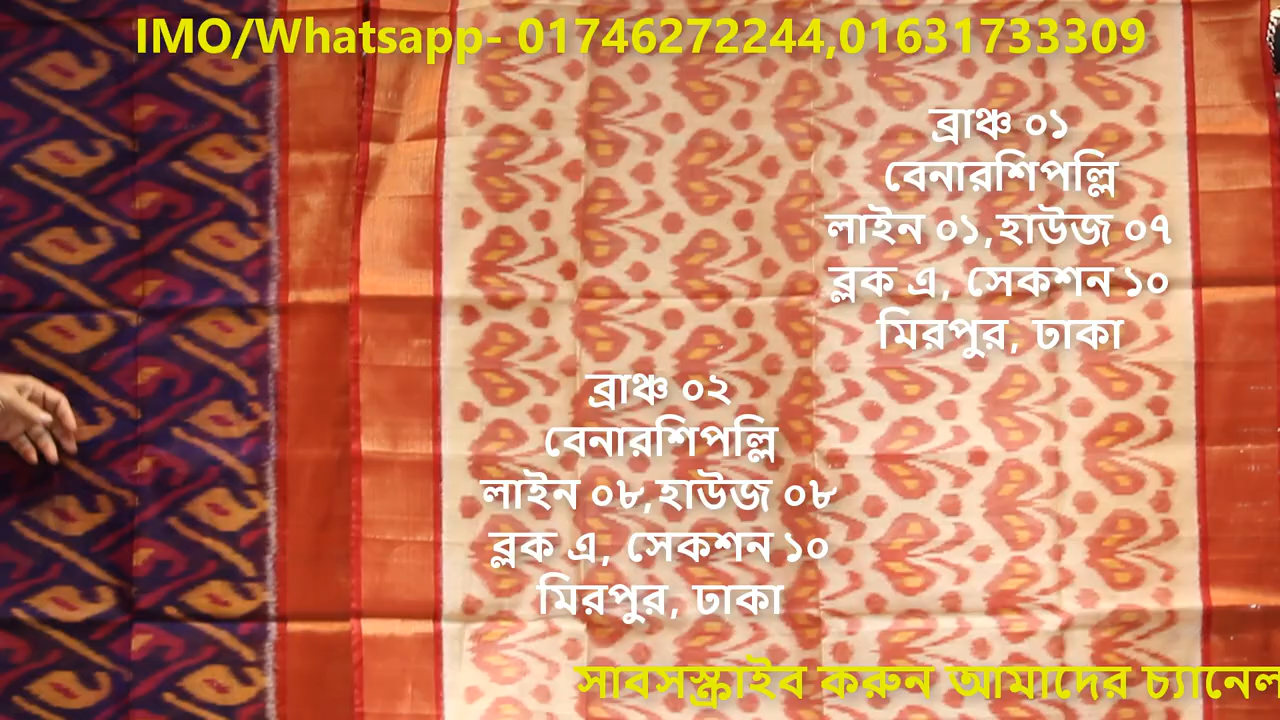 IMO/Whatsapp- 01746272244,01631733309
ব্রাঞ্চ ০১
বেনারশিপল্লি
লাইন ০১,হাউজ ০৭
ব্লক এ, সেকশন ১০
মিরপুর, ঢাকা
ব্রাঞ্চ ০২
বেনারশিপল্লি
লাইন ০৮,হাউজ ০৮
ব্লক এ, সেকশন ১০
মিরপুর, ঢাকা
সাবসস্ক্রাইব করুন আমাদের চ্যানেল